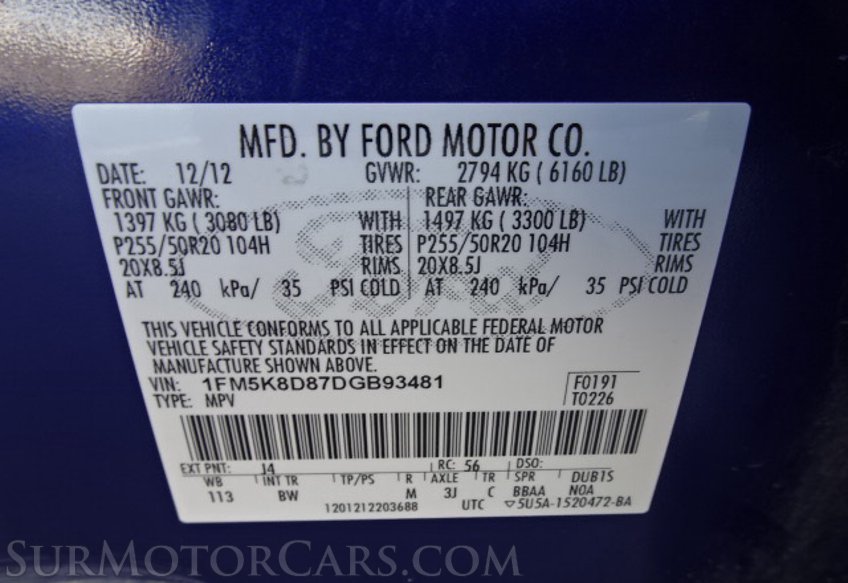 MFD. BY FORD MOTOR CO.
DATE: 12/12 GVWR: 2794 KG ( 6160 LB)
FRONT GAWR: REAR GAWR:
1397 KG ( 3080 LB) WITH 1497 KG ( 3300 LB) WITH
P255/50R20 104H TIRES P255/50R20 104H TIRES
20X8.5J RIMS 20X8.5J RIMS
AT 240 kPa/ 35 PSI COLD AT 240 kPa/ 35 PSI COLD
THIS VEHICLE CONFORMS TO ALL APPLICABLE FEDERAL MOTOR
VEHICLE SAFETY STANDARDS IN EFFECT ON THE DATE OF
MANUFACTURE SHOWN ABOVE.
VIN: 1FM5K8D87DGB93481 F0191
TYPE: MPV T0226
EXT PNT: J4 RC: 56 DSO:
WB INT TR TP/PS R AXLE TR SPR DUB1S
113 BW M 3J C BBAA NOA
1201212203688 UTC ▽5U5A-1520472-BA
Ford
SurMotorCars.com